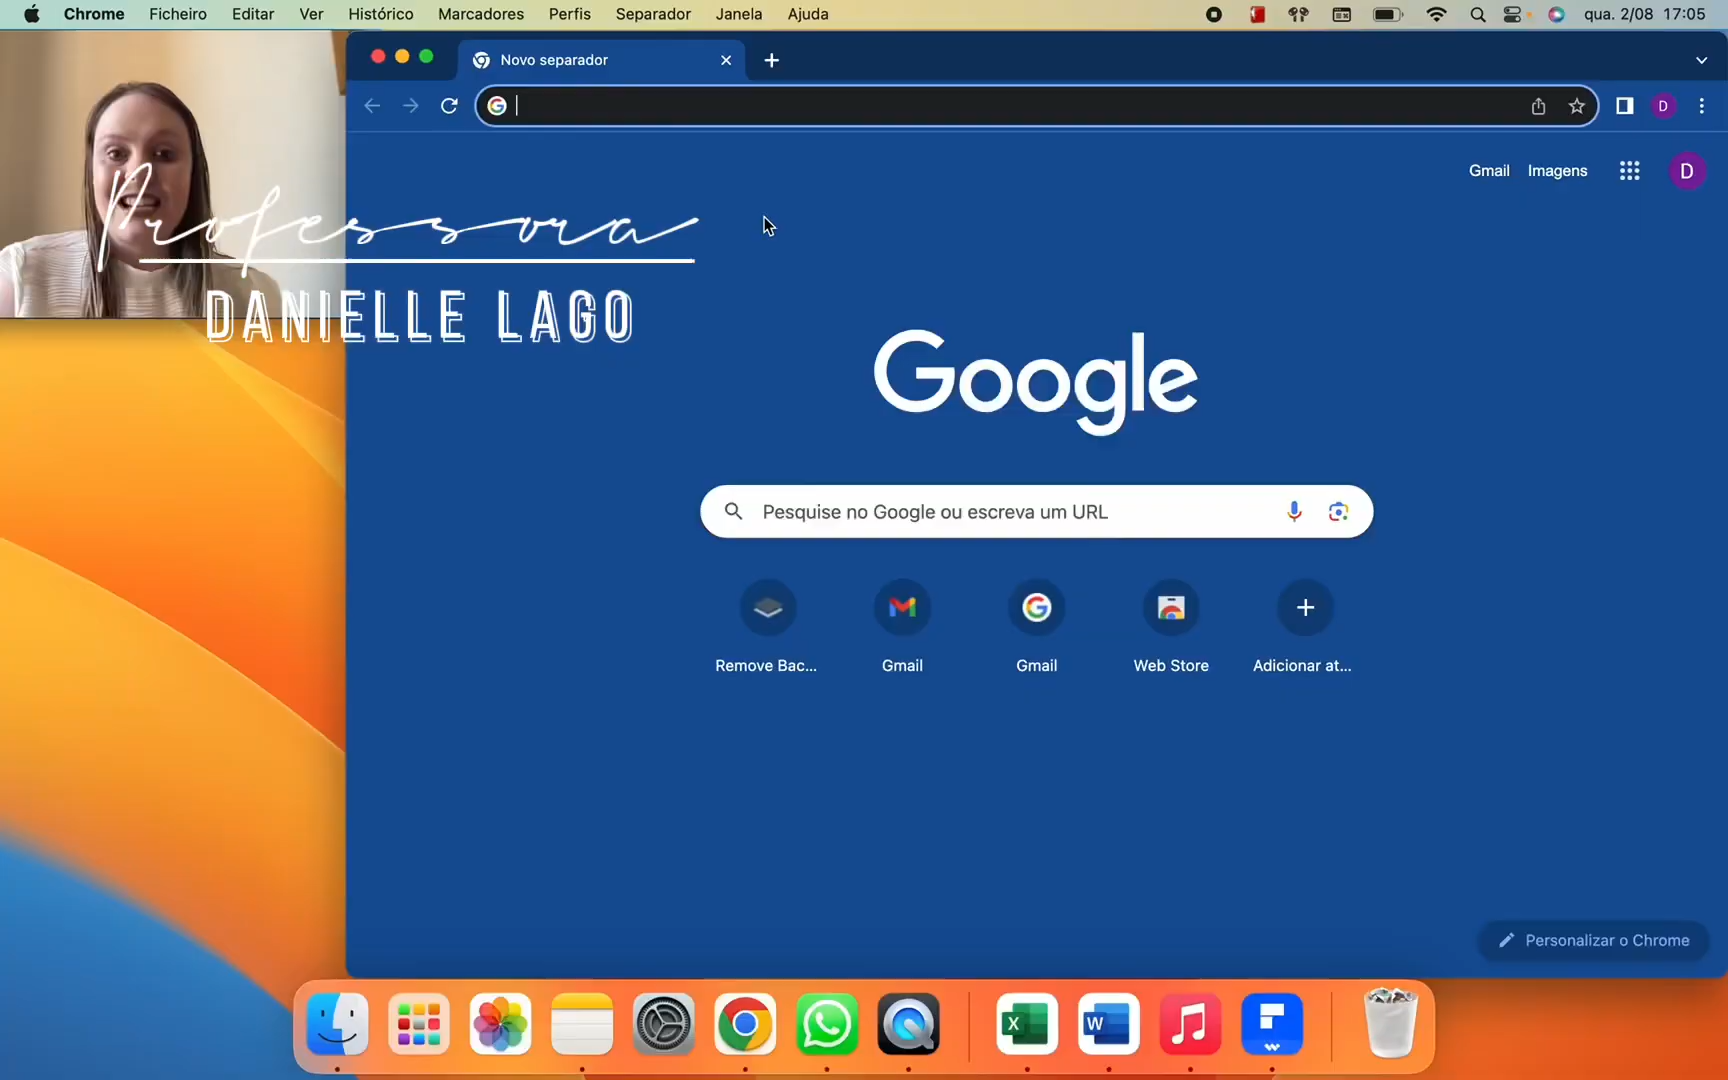 Chrome Ficheiro Editar Ver Histórico Marcadores Perfis Separador Janela Ajuda qua. 2/08 17:05
Novo separador
D
Gmail Imagens D
Professora
DANIELLE LAGO
Google
Pesquise no Google ou escreva um URL
Remove Bac... Gmail Gmail Web Store Adicionar at...
Personalizar o Chrome